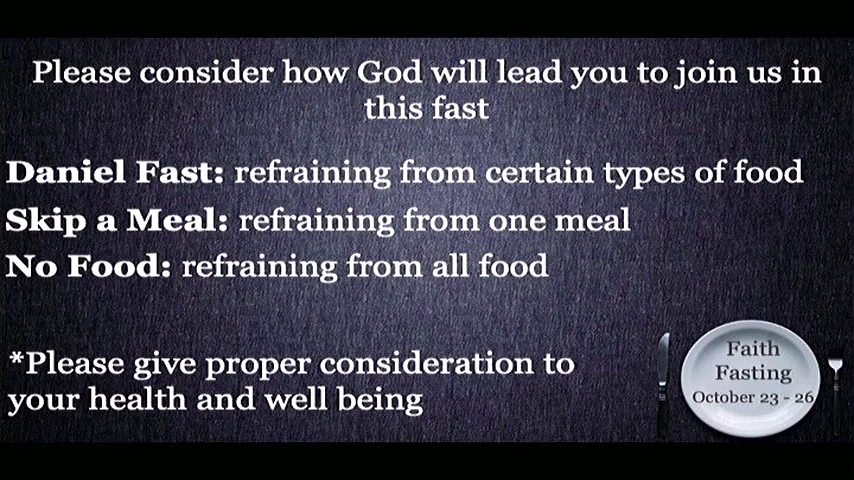 Please consider how God will lead you to join us in
this fast
Daniel Fast: refraining from certain types of food
Skip a Meal: refraining from one meal
No Food: refraining from all food
*Please give proper consideration to
your health and well being
Faith
Fasting
October 23 - 26